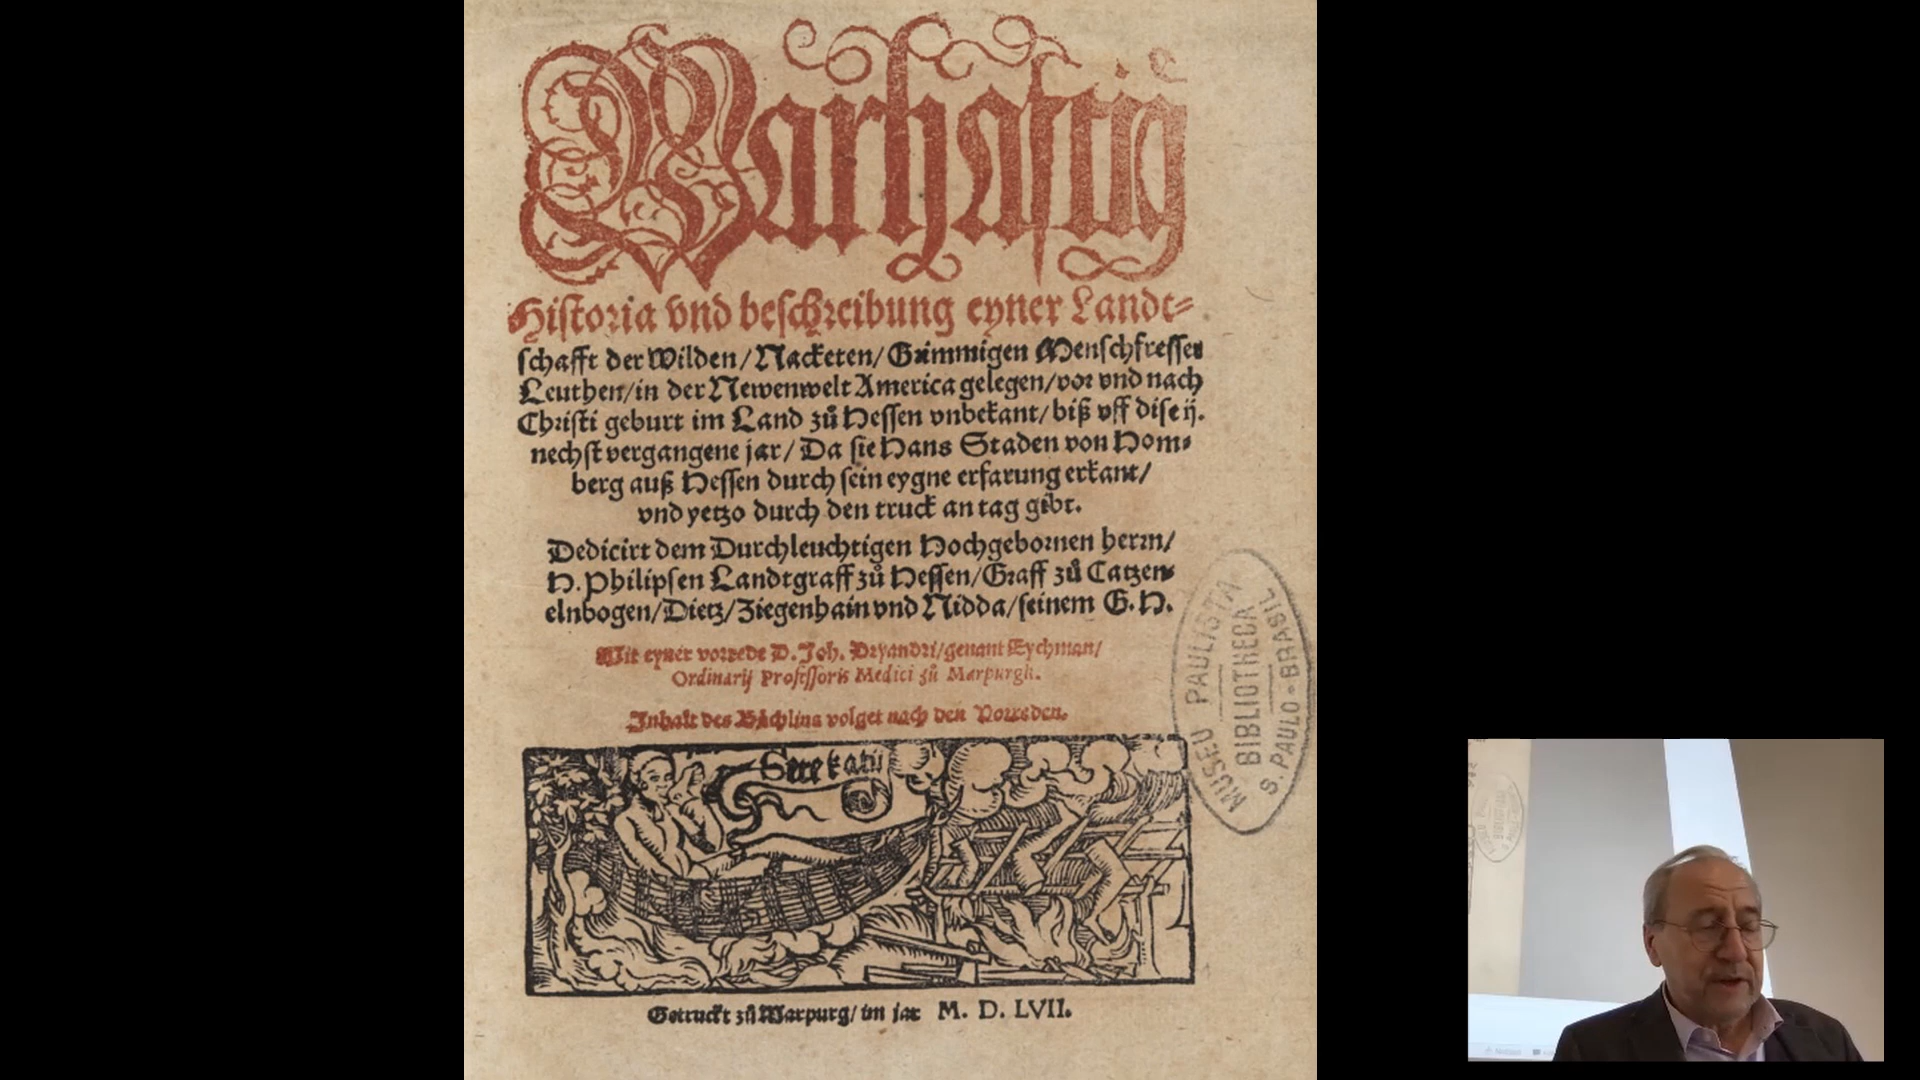 Warhaftig
Historia vnd beschreibung eyner Landt-
schafft der Wilden/Nacketen/Grimmigen Menschfresser
Leuthen/in der Newenwelt America gelegen/vor vnd nach
Christi geburt im Land zů Hessen vnbekant/biß vff dise ij.
nechst vergangene jar/Da sie Hans Staden von Hom-
berg auß Hessen durch sein eygne erfarung erkant/
vnd yetzo durch den truck an tag gibt.
Dedicirt dem Durchleuchtigen Hochgebornen herrn/
H. Philipsen Landtgraff zů Hessen/Graff zů Catzen-
elnbogen/Dietz/Ziegenhain vnd Nidda/seinem G. H.
Mit eyner vorrede D. Joh. Dryandri/genant Eychman/
Ordinarij Professoris Medici zů Marpurgk.
Inhalt des Bůchlins volget nach den Vorreden.
MUSEU PAULISTA
BIBLIOTHECA
S. PAULO - BRASIL
Getruckt zů Marpurg/im jar M. D. LVII.